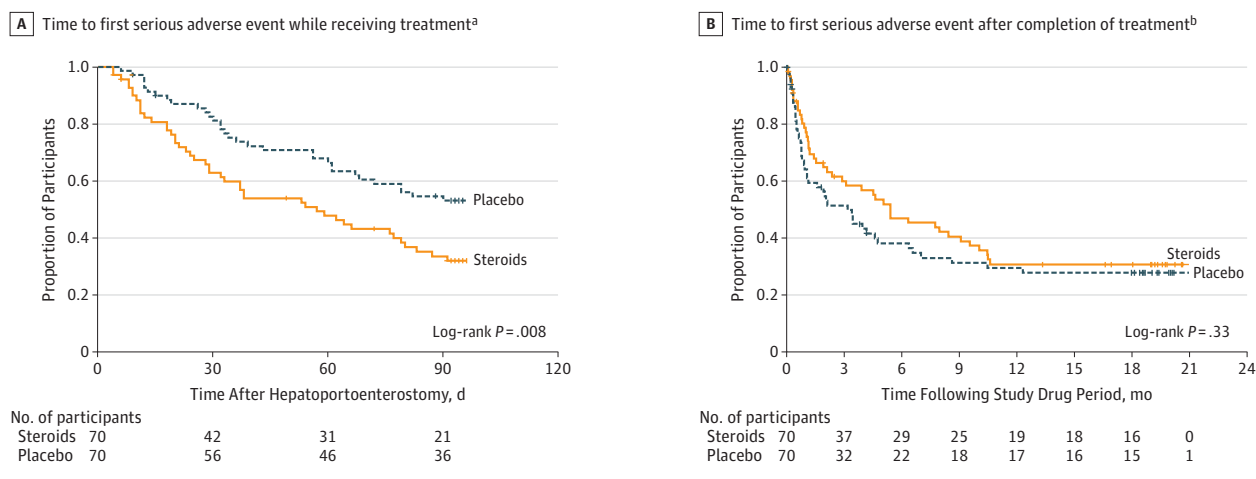 A Time to first serious adverse event while receiving treatmentᵃ
1.0
0.8
0.6
0.4
0.2
0
Proportion of Participants
Placebo
Steroids
Log-rank P = .008
0 30 60 90 120
Time After Hepatoportoenterostomy, d
No. of participants
Steroids 70 42 31 21
Placebo 70 56 46 36
B Time to first serious adverse event after completion of treatmentᵇ
1.0
0.8
0.6
0.4
0.2
0
Proportion of Participants
Steroids
Placebo
Log-rank P = .33
0 3 6 9 12 15 18 21 24
Time Following Study Drug Period, mo
No. of participants
Steroids 70 37 29 25 19 18 16 0
Placebo 70 32 22 18 17 16 15 1